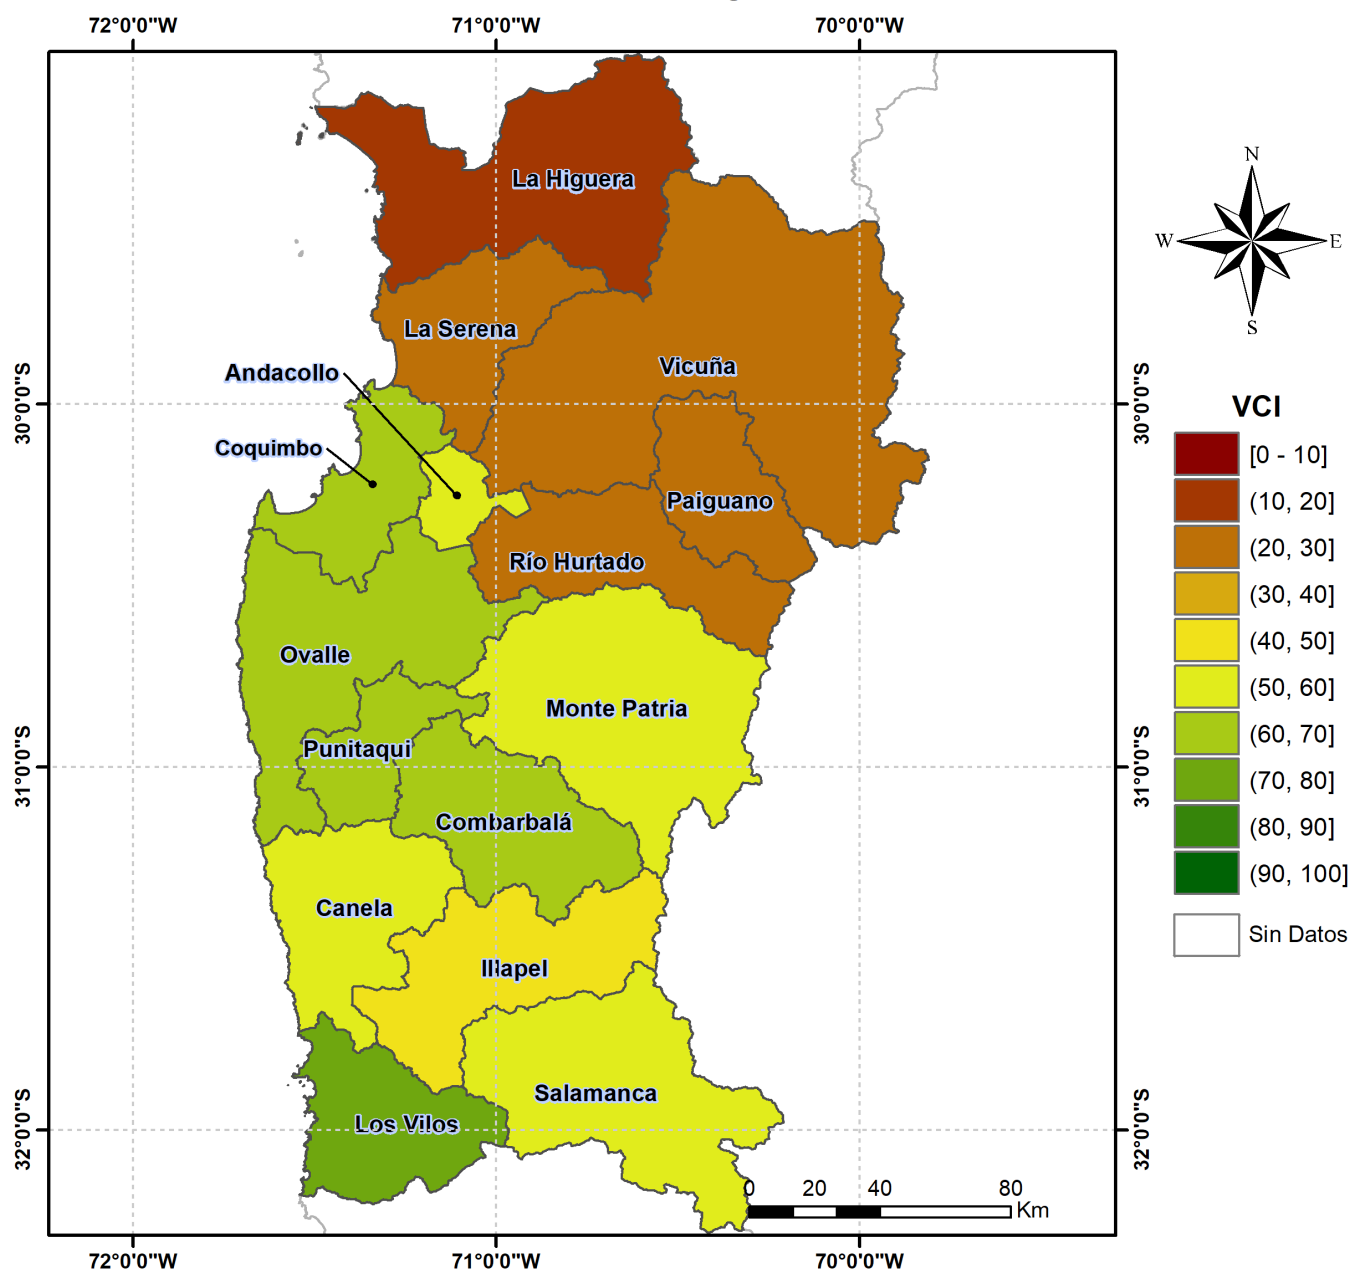 72°0'0"W 71°0'0"W 70°0'0"W
N
W E
S
La Higuera
La Serena
Vicuña
Andacollo
30°0'0"S
30°0'0"S
Coquimbo
Paiguano
Río Hurtado
Ovalle
Monte Patria
Punitaqui
31°0'0"S
31°0'0"S
Combarbalá
Canela
Illapel
Salamanca
Los Vilos
32°0'0"S
32°0'0"S
VCI
[0 - 10]
(10, 20]
(20, 30]
(30, 40]
(40, 50]
(50, 60]
(60, 70]
(70, 80]
(80, 90]
(90, 100]
Sin Datos
0 20 40 80
Km
72°0'0"W 71°0'0"W 70°0'0"W